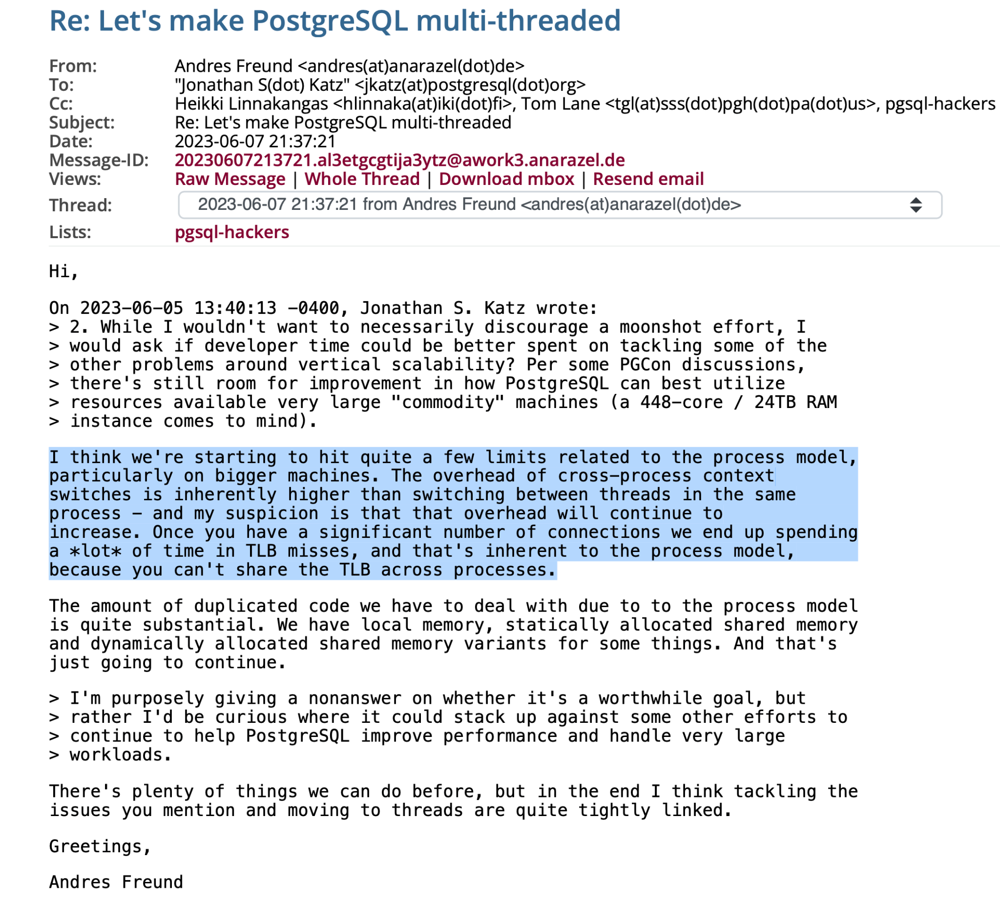 Re: Let's make PostgreSQL multi-threaded
From: Andres Freund <andres(at)anarazel(dot)de>
To: "Jonathan S(dot) Katz" <jkatz(at)postgresql(dot)org>
Cc: Heikki Linnakangas <hlinnaka(at)iki(dot)fi>, Tom Lane <tgl(at)sss(dot)pgh(dot)pa(dot)us>, pgsql-hackers
Subject: Re: Let's make PostgreSQL multi-threaded
Date: 2023-06-07 21:37:21
Message-ID: 20230607213721.al3etgcgtija3ytz@awork3.anarazel.de
Views: Raw Message | Whole Thread | Download mbox | Resend email
Thread: 2023-06-07 21:37:21 from Andres Freund <andres(at)anarazel(dot)de>
Lists: pgsql-hackers
Hi,
On 2023-06-05 13:40:13 -0400, Jonathan S. Katz wrote:
> 2. While I wouldn't want to necessarily discourage a moonshot effort, I
> would ask if developer time could be better spent on tackling some of the
> other problems around vertical scalability? Per some PGCon discussions,
> there's still room for improvement in how PostgreSQL can best utilize
> resources available very large "commodity" machines (a 448-core / 24TB RAM
> instance comes to mind).
I think we're starting to hit quite a few limits related to the process model,
particularly on bigger machines. The overhead of cross-process context
switches is inherently higher than switching between threads in the same
process - and my suspicion is that that overhead will continue to
increase. Once you have a significant number of connections we end up spending
a *lot* of time in TLB misses, and that's inherent to the process model,
because you can't share the TLB across processes.
The amount of duplicated code we have to deal with due to to the process model
is quite substantial. We have local memory, statically allocated shared memory
and dynamically allocated shared memory variants for some things. And that's
just going to continue.
> I'm purposely giving a nonanswer on whether it's a worthwhile goal, but
> rather I'd be curious where it could stack up against some other efforts to
> continue to help PostgreSQL improve performance and handle very large
> workloads.
There's plenty of things we can do before, but in the end I think tackling the
issues you mention and moving to threads are quite tightly linked.
Greetings,
Andres Freund